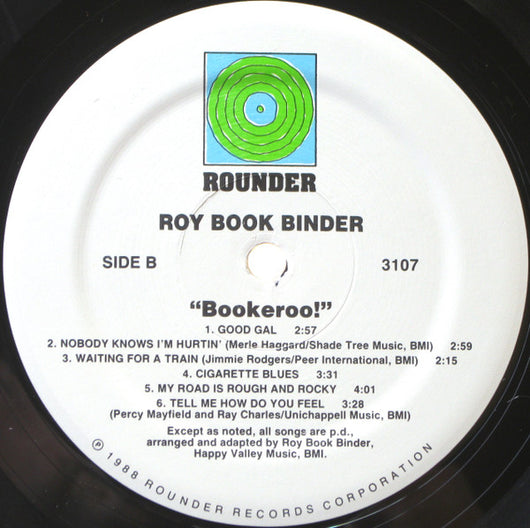 ROUNDER
ROY BOOK BINDER
SIDE B 3107
"Bookeroo!"
1. GOOD GAL 2:57
2. NOBODY KNOWS I'M HURTIN' (Merle Haggard/Shade Tree Music, BMI) 2:59
3. WAITING FOR A TRAIN (Jimmie Rodgers/Peer International, BMI) 2:15
4. CIGARETTE BLUES 3:31
5. MY ROAD IS ROUGH AND ROCKY 4:01
6. TELL ME HOW DO YOU FEEL 3:28
(Percy Mayfield and Ray Charles/Unichappell Music, BMI)
Except as noted, all songs are p.d.,
arranged and adapted by Roy Book Binder,
Happy Valley Music, BMI.
℗ 1988 ROUNDER RECORDS CORPORATION